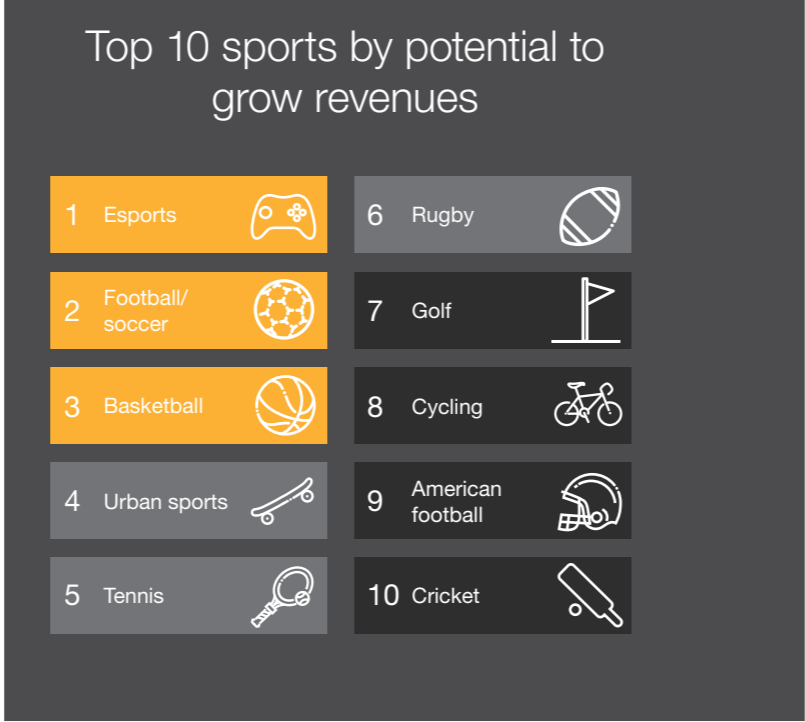 Top 10 sports by potential to
grow revenues
1 Esports
2 Football/
soccer
3 Basketball
4 Urban sports
5 Tennis
6 Rugby
7 Golf
8 Cycling
9 American
football
10 Cricket